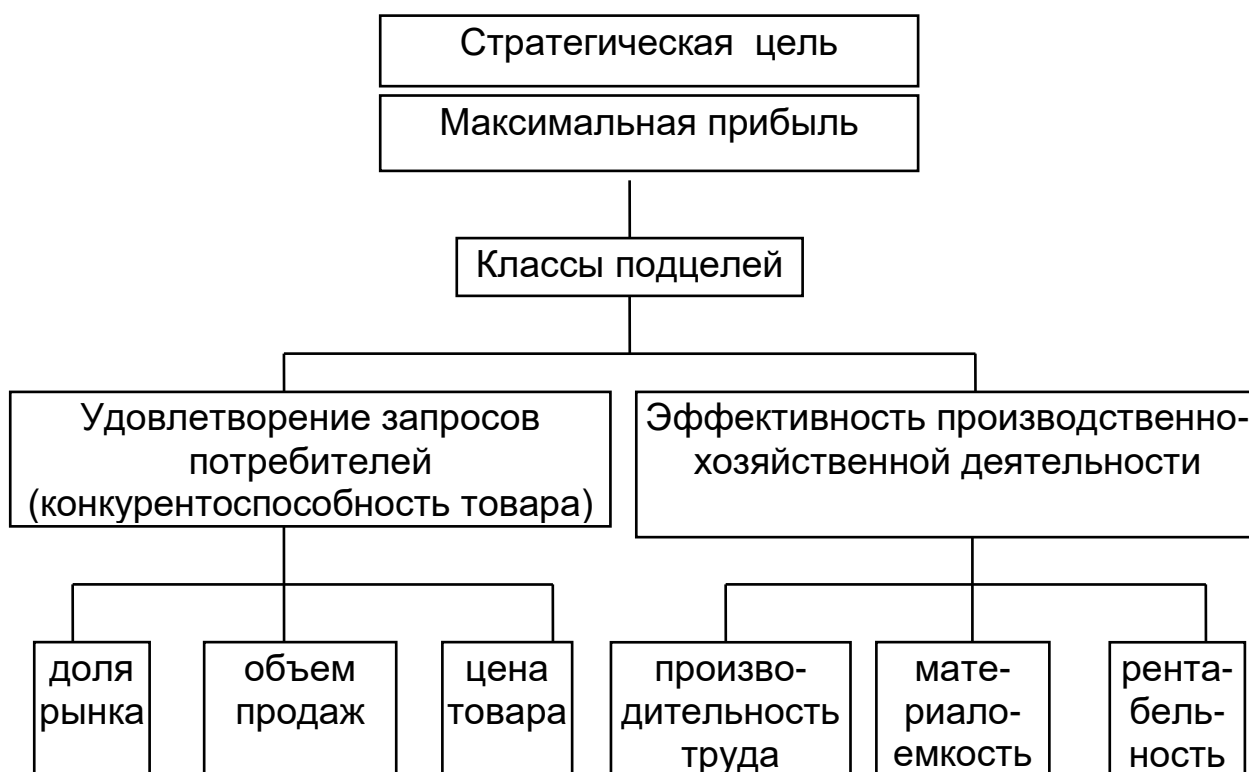 Стратегическая цель
Максимальная прибыль
Классы подцелей
Удовлетворение запросов
потребителей
(конкурентоспособность товара)
Эффективность производственно-
хозяйственной деятельности
доля
рынка
объем
продаж
цена
товара
произво-
дительность
труда
мате-
риало-
емкость
рента-
бель-
ность